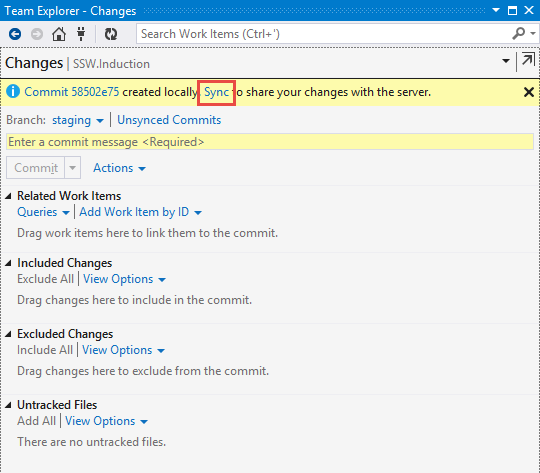 Team Explorer - Changes
Search Work Items (Ctrl+')
Changes | SSW.Induction
Commit 58502e75 created locally. Sync to share your changes with the server.
Branch: staging | Unsynced Commits
Enter a commit message <Required>
Commit | Actions
Related Work Items
Queries | Add Work Item by ID
Drag work items here to link them to the commit.
Included Changes
Exclude All | View Options
Drag changes here to include in the commit.
Excluded Changes
Include All | View Options
Drag changes here to exclude from the commit.
Untracked Files
Add All | View Options
There are no untracked files.